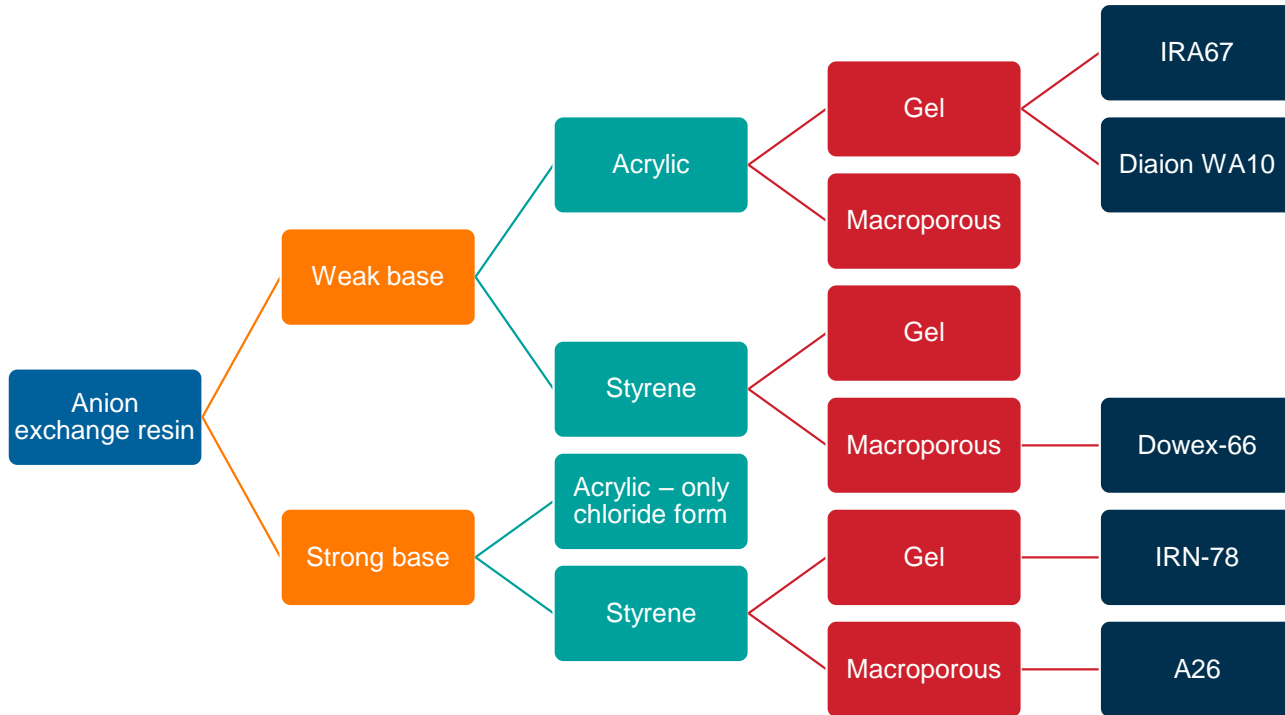 Anion
exchange resin
Weak base
Acrylic
Gel
IRA67
Diaion WA10
Macroporous
Styrene
Gel
Macroporous
Dowex-66
Strong base
Acrylic – only
chloride form
Styrene
Gel
IRN-78
Macroporous
A26